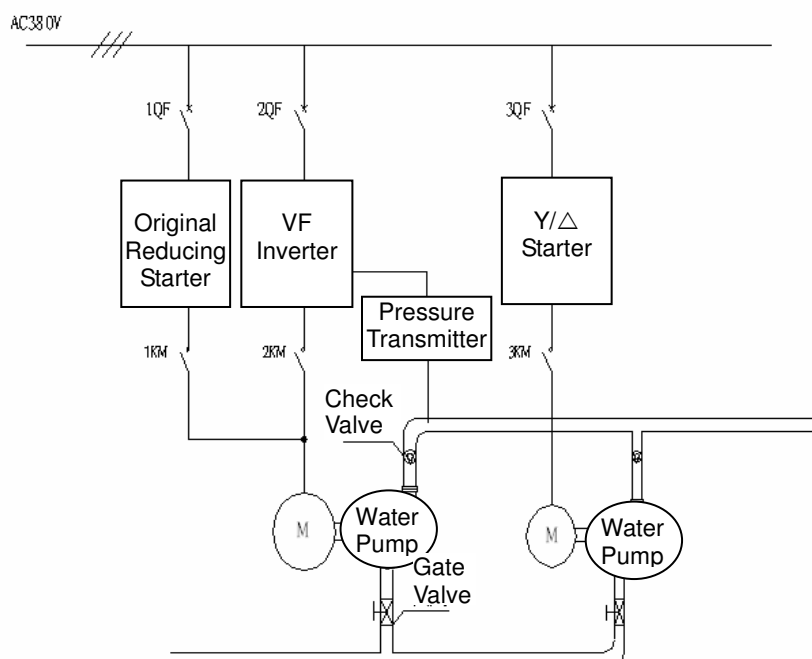 AC380V
1QF
2QF
3QF
Original
Reducing
Starter
VF
Inverter
Y/△
Starter
Pressure
Transmitter
1KM
2KM
3KM
Check
Valve
M
Water
Pump
M
Water
Pump
Gate
Valve